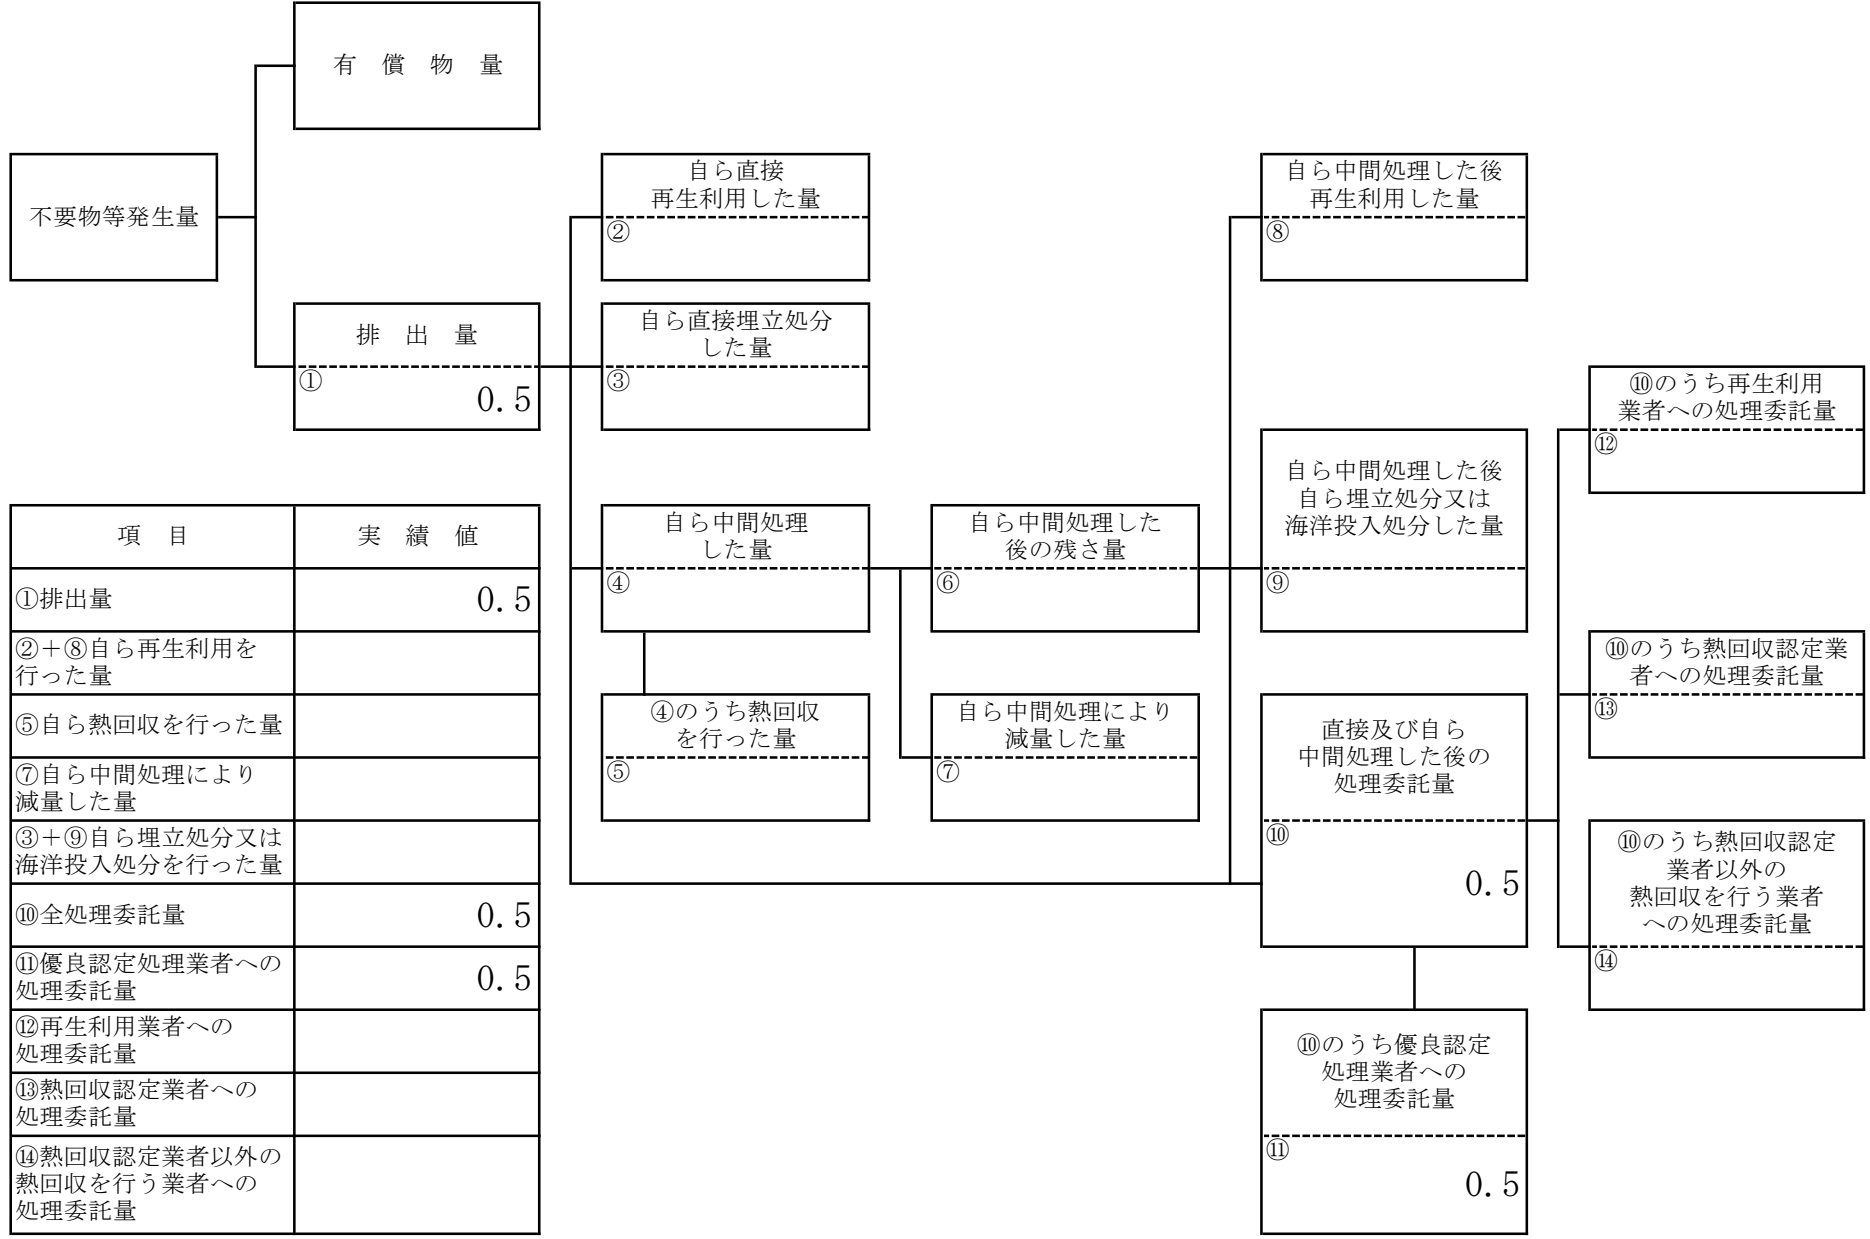 有　償　物　量
不要物等発生量
排　出　量
①
0.5
自ら直接
再生利用した量
②
自ら直接埋立処分
した量
③
自ら中間処理
した量
④
④のうち熱回収
を行った量
⑤
自ら中間処理した
後の残さ量
⑥
自ら中間処理により
減量した量
⑦
自ら中間処理した後
再生利用した量
⑧
自ら中間処理した後
自ら埋立処分又は
海洋投入処分した量
⑨
直接及び自ら
中間処理した後の
処理委託量
⑩
0.5
⑩のうち優良認定
処理業者への
処理委託量
⑪
0.5
⑩のうち再生利用
業者への処理委託量
⑫
⑩のうち熱回収認定業
者への処理委託量
⑬
⑩のうち熱回収認定
業者以外の
熱回収を行う業者
への処理委託量
⑭
項　目
実　績　値
①排出量
0.5
②＋⑧自ら再生利用を
行った量
⑤自ら熱回収を行った量
⑦自ら中間処理により
減量した量
③＋⑨自ら埋立処分又は
海洋投入処分を行った量
⑩全処理委託量
0.5
⑪優良認定処理業者への
処理委託量
0.5
⑫再生利用業者への
処理委託量
⑬熱回収認定業者への
処理委託量
⑭熱回収認定業者以外の
熱回収を行う業者への
処理委託量